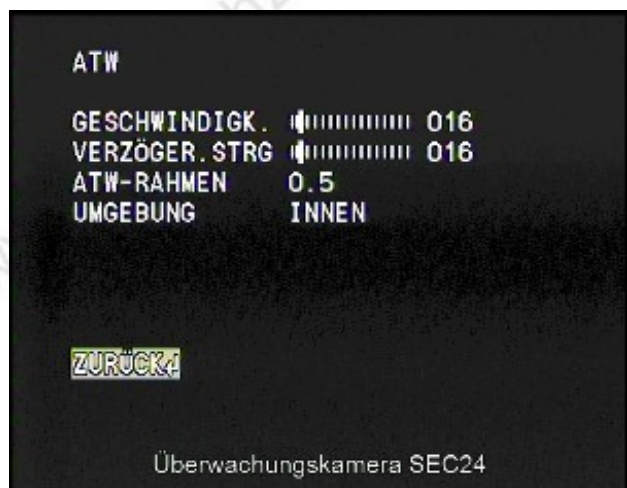 ATW
GESCHWINDIGK. 016
VERZÖGER.STRG 016
ATW-RAHMEN 0.5
UMGEBUNG INNEN
ZURÜCK↵
Überwachungskamera SEC24